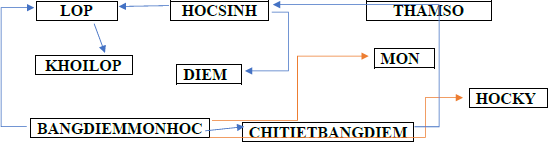 LOP HOCSINH THAMSO
KHOILOP DIEM MON
HOCKY
BANGDIEMMONHOC CHITIETBANGDIEM